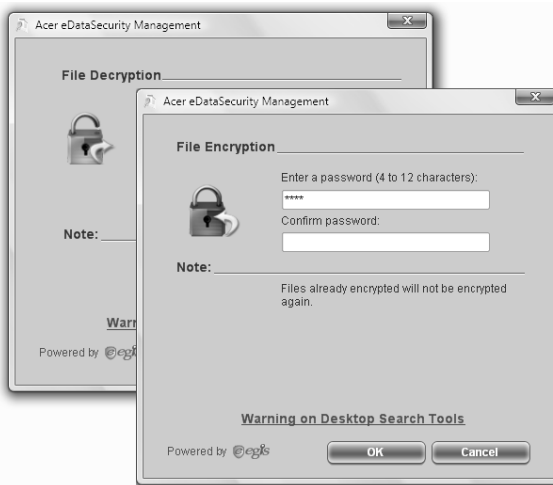 Acer eDataSecurity Management
File Decryption
Note:
Warr
Powered by egi
Acer eDataSecurity Management
File Encryption
Enter a password (4 to 12 characters):
****
Confirm password:
Note:
Files already encrypted will not be encrypted
again.
Warning on Desktop Search Tools
Powered by egis
OK
Cancel